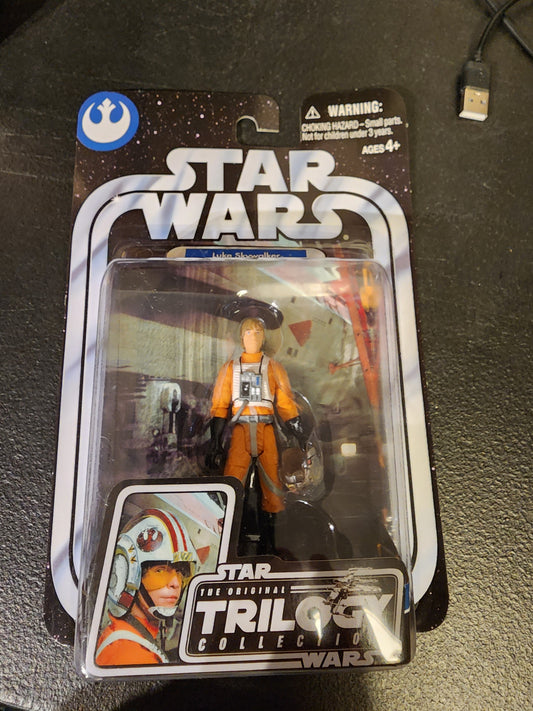 WARNING:
CHOKING HAZARD – Small parts.
Not for children under 3 years.
AGES 4+
STAR
WARS
Luke Skywalker
STAR
THE ORIGINAL
TRILOGY
COLLECTION
WARS